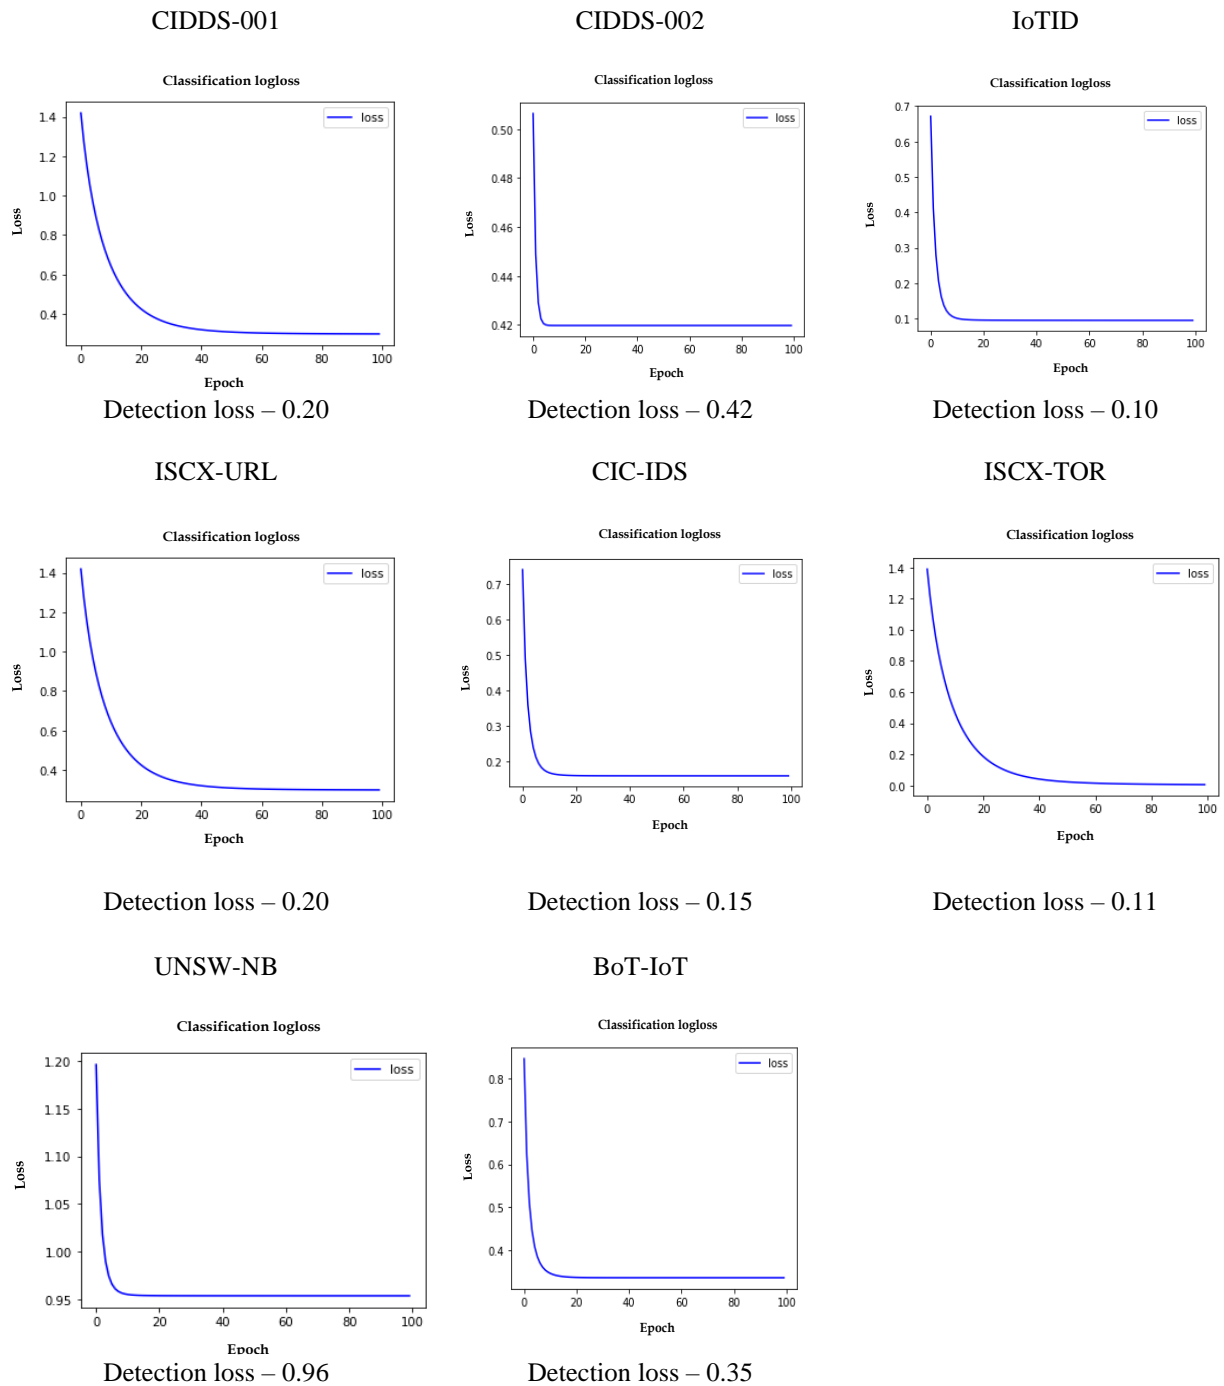 CIDDS-001 CIDDS-002 IoTID
Classification logloss
loss
1.4
1.2
1.0
0.8
0.6
0.4
Loss
0 20 40 60 80 100
Epoch
Classification logloss
loss
0.50
0.48
0.46
0.44
0.42
Loss
0 20 40 60 80 100
Epoch
Classification logloss
loss
0.7
0.6
0.5
0.4
0.3
0.2
0.1
Loss
0 20 40 60 80 100
Epoch
Detection loss – 0.20 Detection loss – 0.42 Detection loss – 0.10
ISCX-URL CIC-IDS ISCX-TOR
Classification logloss
loss
1.4
1.2
1.0
0.8
0.6
0.4
Loss
0 20 40 60 80 100
Epoch
Classification logloss
loss
0.7
0.6
0.5
0.4
0.3
0.2
Loss
0 20 40 60 80 100
Epoch
Classification logloss
loss
1.4
1.2
1.0
0.8
0.6
0.4
0.2
0.0
Loss
0 20 40 60 80 100
Epoch
Detection loss – 0.20 Detection loss – 0.15 Detection loss – 0.11
UNSW-NB BoT-IoT
Classification logloss
loss
1.20
1.15
1.10
1.05
1.00
0.95
Loss
0 20 40 60 80 100
Epoch
Classification logloss
loss
0.8
0.7
0.6
0.5
0.4
Loss
0 20 40 60 80 100
Epoch
Detection loss – 0.96 Detection loss – 0.35